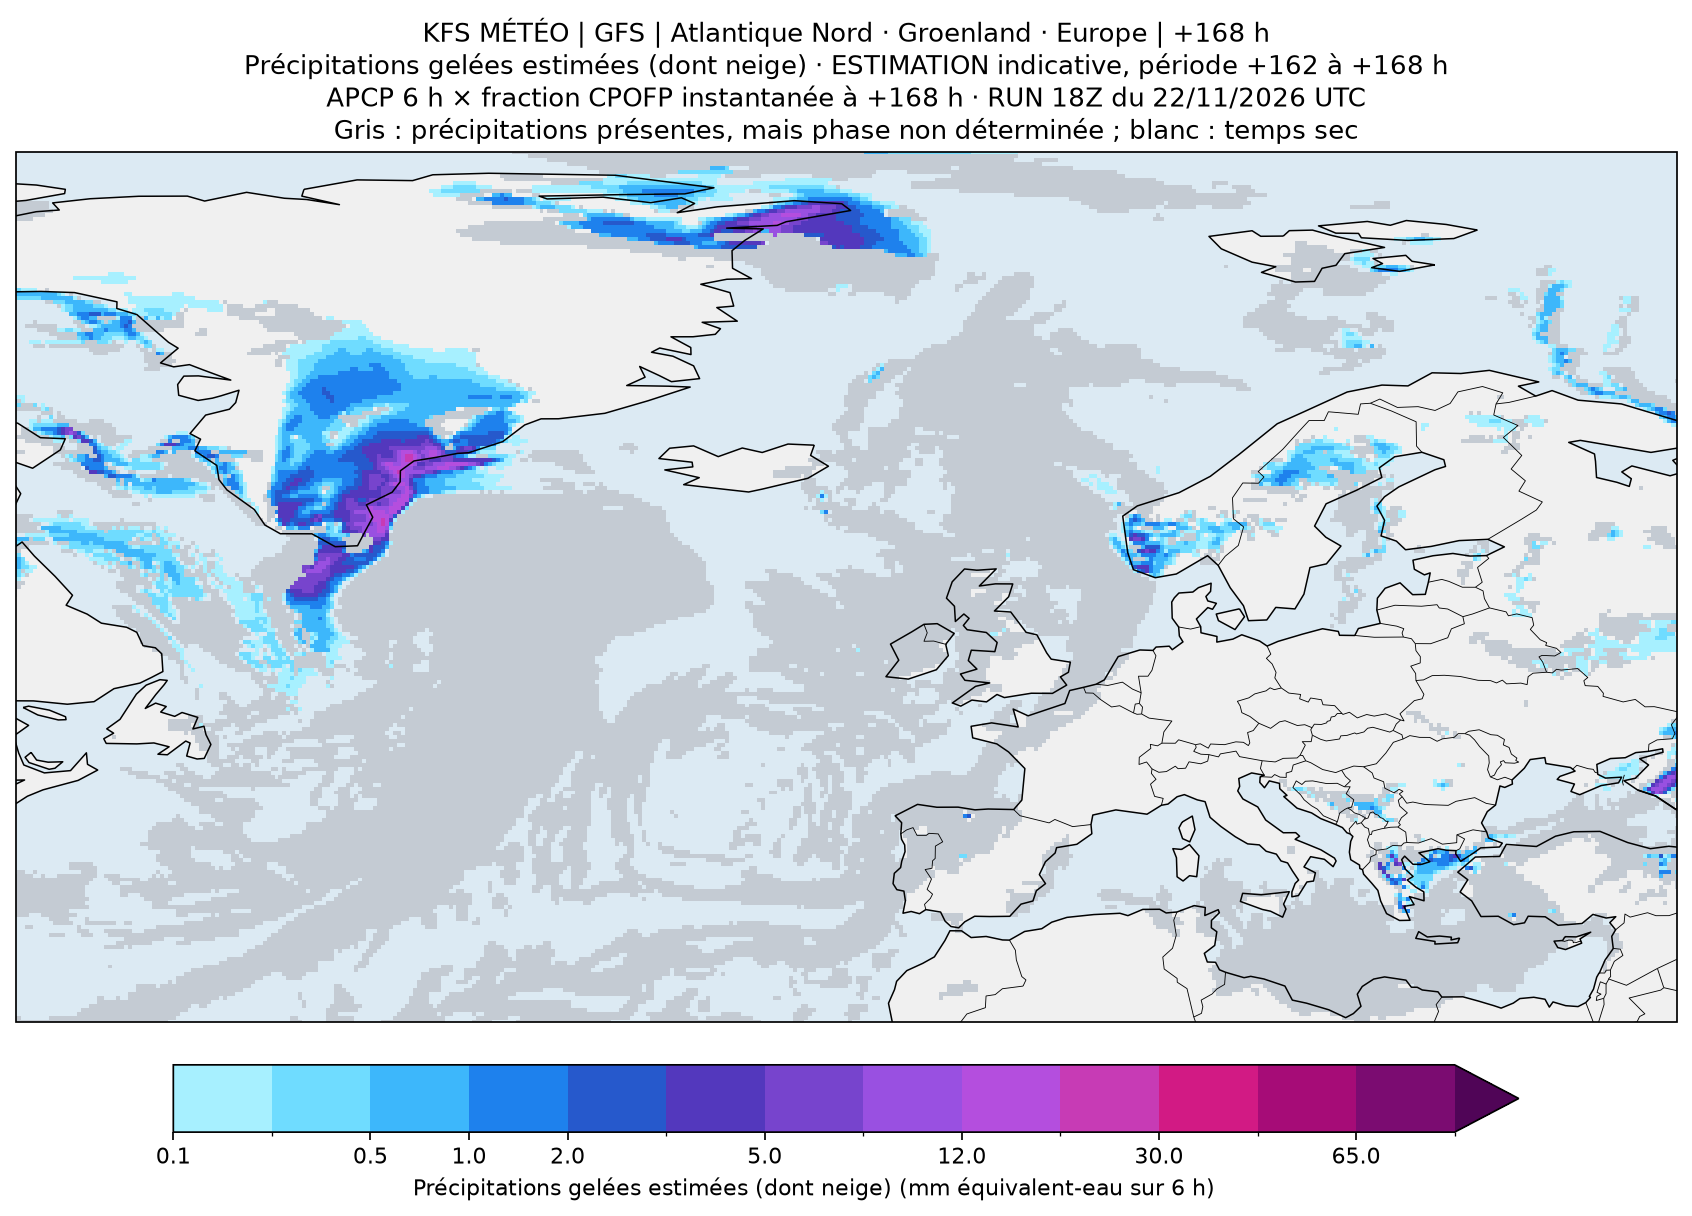 KFS MÉTÉO | GFS | Atlantique Nord · Groenland · Europe | +168 h
Précipitations gelées estimées (dont neige) · ESTIMATION indicative, période +162 à +168 h
APCP 6 h × fraction CPOFP instantanée à +168 h · RUN 18Z du 22/11/2026 UTC
Gris : précipitations présentes, mais phase non déterminée ; blanc : temps sec
0.1 0.5 1.0 2.0 5.0 12.0 30.0 65.0
Précipitations gelées estimées (dont neige) (mm équivalent-eau sur 6 h)